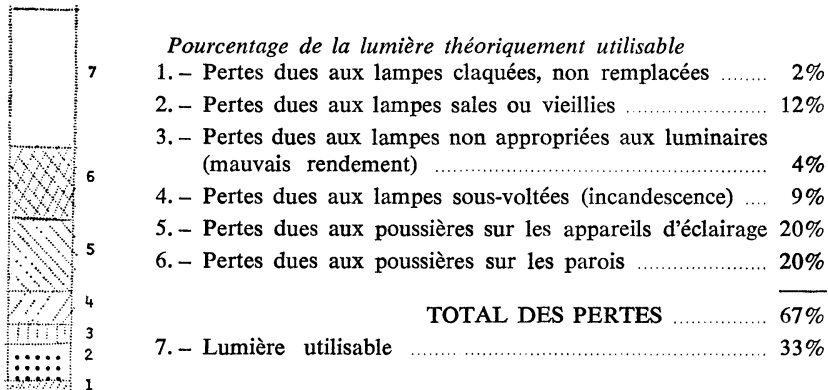 Pourcentage de la lumière théoriquement utilisable
1. – Pertes dues aux lampes claquées, non remplacées ........ 2%
2. – Pertes dues aux lampes sales ou vieillies ........ 12%
3. – Pertes dues aux lampes non appropriées aux luminaires
(mauvais rendement) ........ 4%
4. – Pertes dues aux lampes sous-voltées (incandescence) .... 9%
5. – Pertes dues aux poussières sur les appareils d'éclairage 20%
6. – Pertes dues aux poussières sur les parois ........ 20%
TOTAL DES PERTES ........ 67%
7. – Lumière utilisable ........ 33%
7
6
5
4
3
2
1